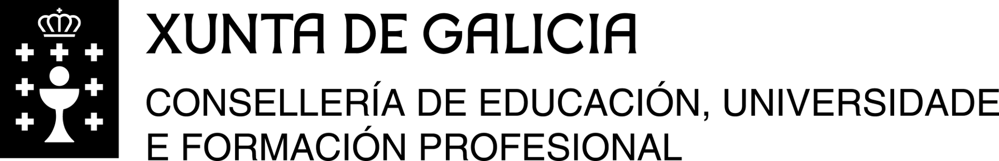 XUNTA DE GALICIA
CONSELLERÍA DE EDUCACIÓN, UNIVERSIDADE
E FORMACIÓN PROFESIONAL